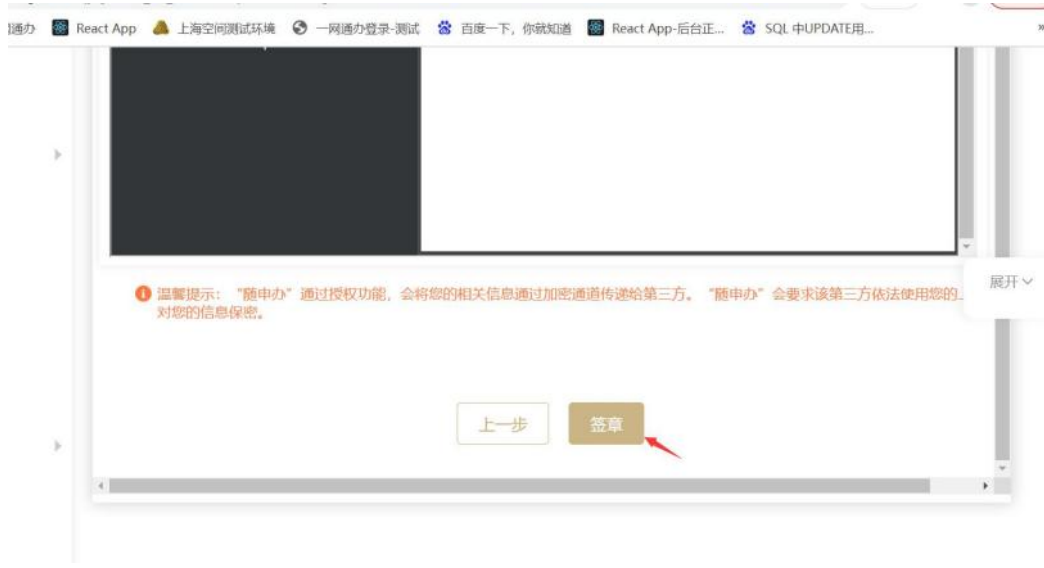 通办 React App 上海空间测试环境 一网通办登录-测试 百度一下，你就知道 React App-后台正... SQL 中UPDATE用... »
展开
温馨提示： “随申办”通过授权功能，会将您的相关信息通过加密通道传递给第三方。 “随申办”会要求该第三方依法使用您的
对您的信息保密。
上一步 签章